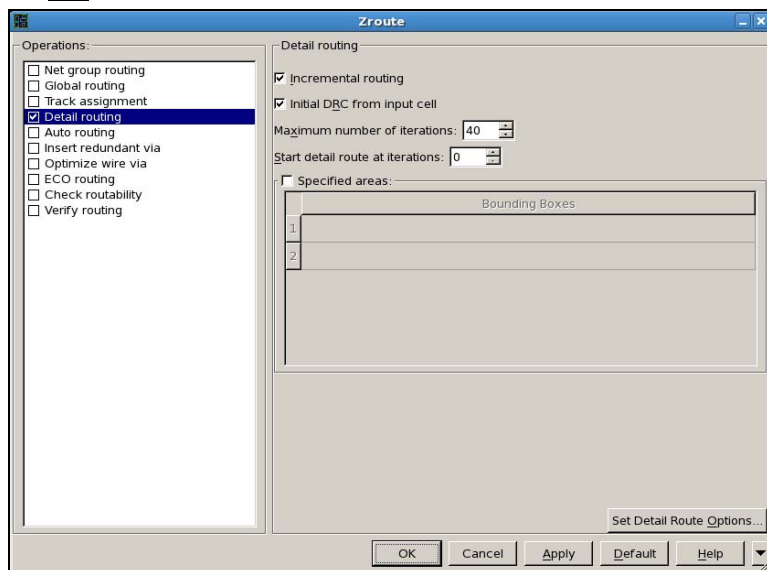 Zroute
Operations:
Net group routing
Global routing
Track assignment
Detail routing
Auto routing
Insert redundant via
Optimize wire via
ECO routing
Check routability
Verify routing
Detail routing
Incremental routing
Initial DRC from input cell
Maximum number of iterations: 40
Start detail route at iterations: 0
Specified areas:
Bounding Boxes
1
2
Set Detail Route Options...
OK Cancel Apply Default Help